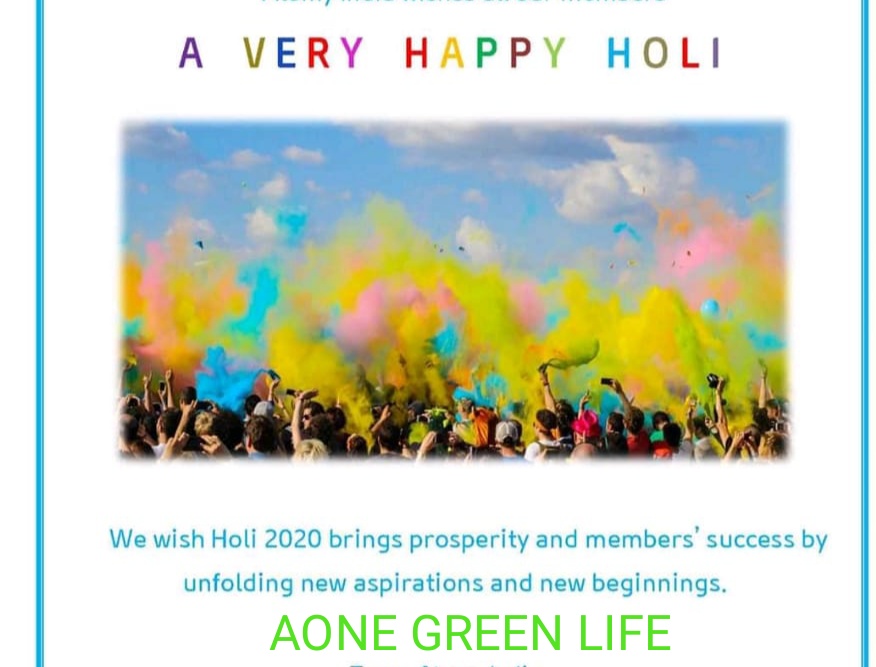 A VERY HAPPY HOLI
We wish Holi 2020 brings prosperity and members' success by
unfolding new aspirations and new beginnings.
AONE GREEN LIFE